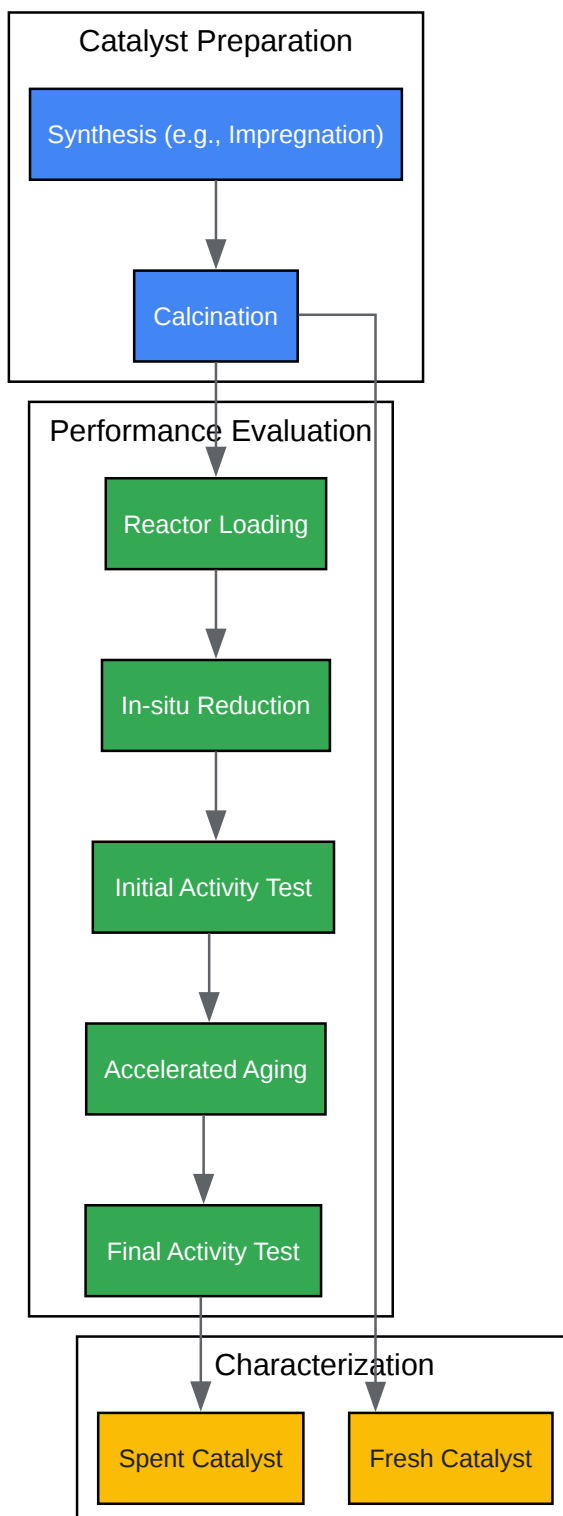 Catalyst Preparation
Synthesis (e.g., Impregnation)
Calcination
Performance Evaluation
Reactor Loading
In-situ Reduction
Initial Activity Test
Accelerated Aging
Final Activity Test
Characterization
Spent Catalyst
Fresh Catalyst